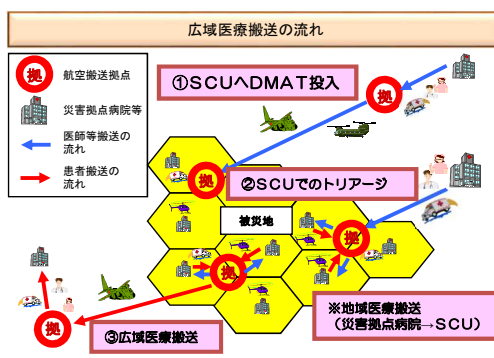 広域医療搬送の流れ
拠
航空搬送拠点
災害拠点病院等
医師等搬送の
流れ
患者搬送の
流れ
①ＳＣＵへＤＭＡＴ投入
拠
拠
②ＳＣＵでのトリアージ
被災地
拠
拠
拠
③広域医療搬送
※地域医療搬送
（災害拠点病院→ＳＣＵ）